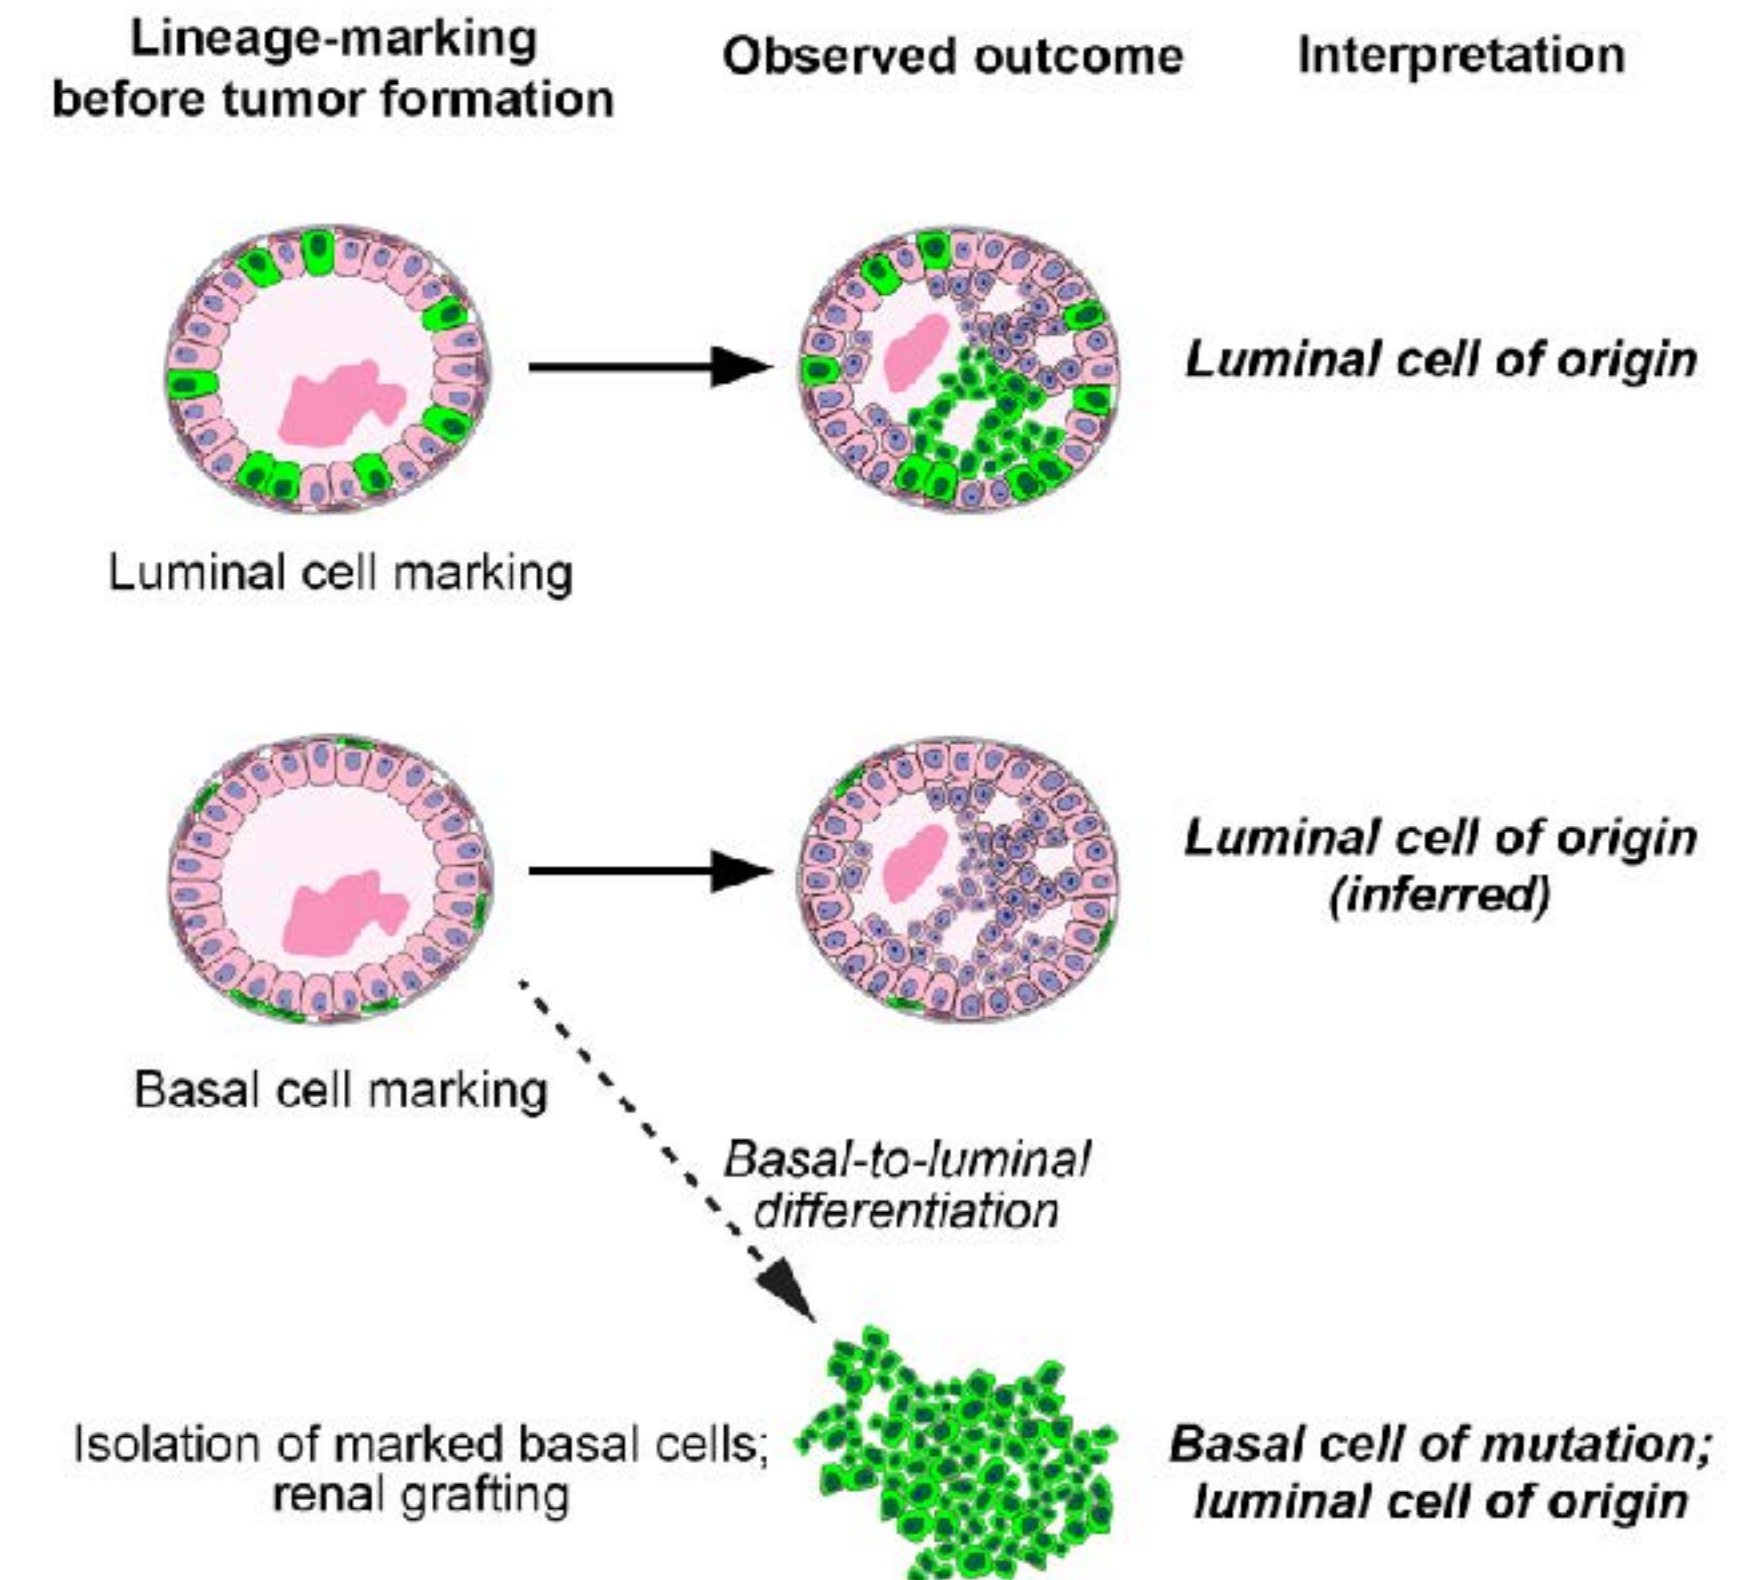 Lineage-marking
before tumor formation
Observed outcome
Interpretation
Luminal cell of origin
Luminal cell marking
Luminal cell of origin
(inferred)
Basal cell marking
Basal-to-luminal
differentiation
Isolation of marked basal cells;
renal grafting
Basal cell of mutation;
luminal cell of origin